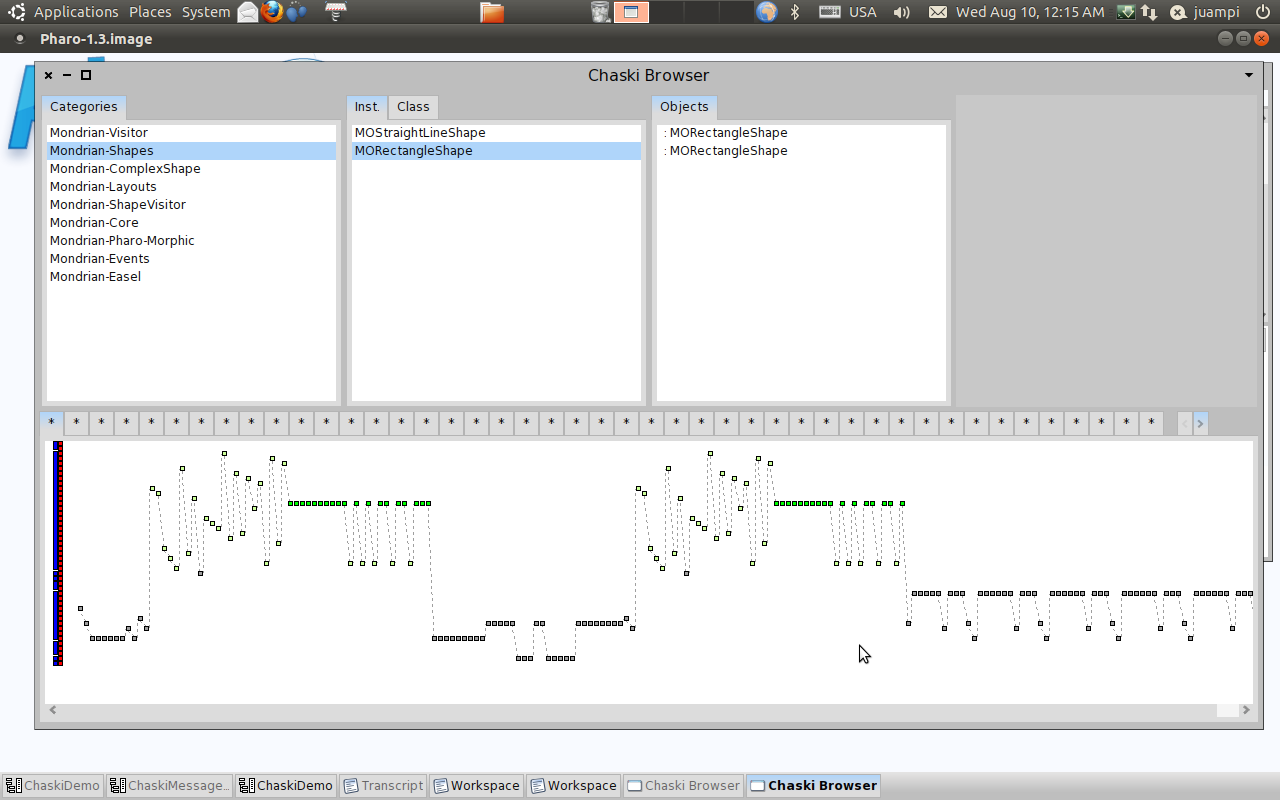 Applications Places System USA Wed Aug 10, 12:15 AM juampi
Pharo-1.3.image
Chaski Browser
Categories Inst. Class Objects
Mondrian-Visitor MOStraightLineShape : MORectangleShape
Mondrian-Shapes MORectangleShape : MORectangleShape
Mondrian-ComplexShape
Mondrian-Layouts
Mondrian-ShapeVisitor
Mondrian-Core
Mondrian-Pharo-Morphic
Mondrian-Events
Mondrian-Easel
* * * * * * * * * * * * * * * * * * * * * * * * * * * * * * * * * * * * * * * * * * * * *
ChaskiDemo ChaskiMessage... ChaskiDemo Transcript Workspace Workspace Chaski Browser Chaski Browser